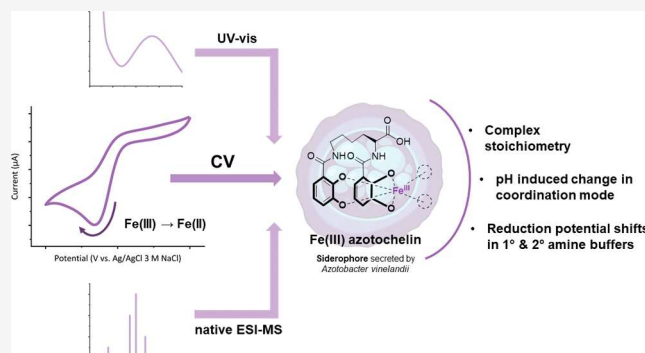 UV-vis
Current (µA)
CV
Fe(III) → Fe(II)
Potential (V vs. Ag/AgCl 3 M NaCl)
native ESI-MS
O
OH
O
NH
O
NH
O
O
O
O
Fe^III
Fe(III) azotochelin
Siderophore secreted by
Azotobacter vinelandii
• Complex
stoichiometry
• pH induced change in
coordination mode
• Reduction potential shifts
in 1° & 2° amine buffers